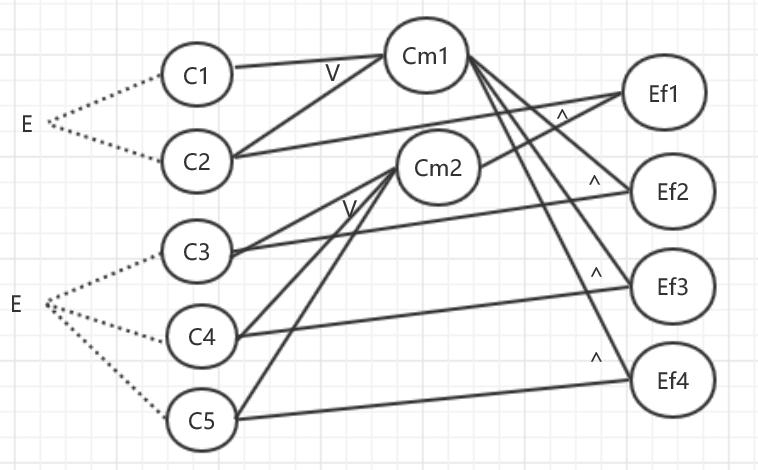 Cm1
C1
V
Ef1
^
E
C2
Cm2
^
Ef2
V
C3
^
Ef3
E
C4
^
Ef4
C5